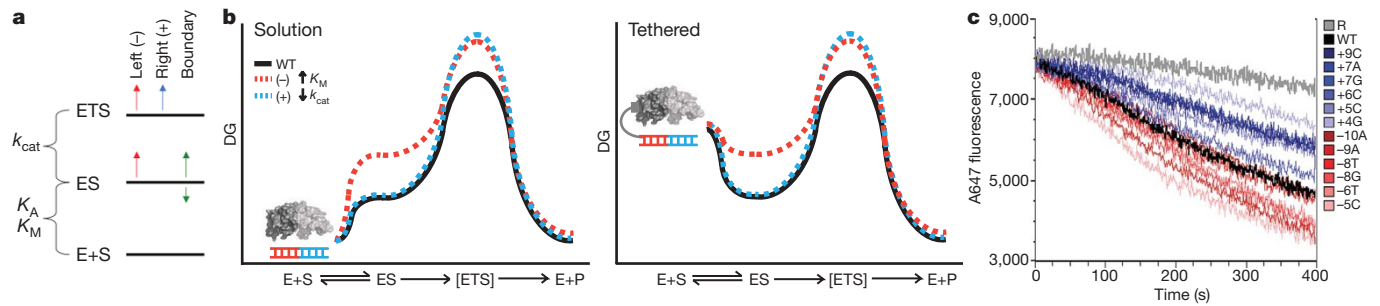 a
Left (–)
Right (+)
Boundary
ETS
kcat
ES
KA
KM
E+S
b
Solution
WT
(–) ↑ KM
(+) ↓ kcat
DG
E+S ES [ETS] E+P
Tethered
DG
E+S ES [ETS] E+P
c
A647 fluorescence
9,000
7,000
5,000
3,000
0 100 200 300 400
Time (s)
R
WT
+9C
+7A
+7G
+6C
+5C
+4G
–10A
–9A
–8T
–8G
–6T
–5C